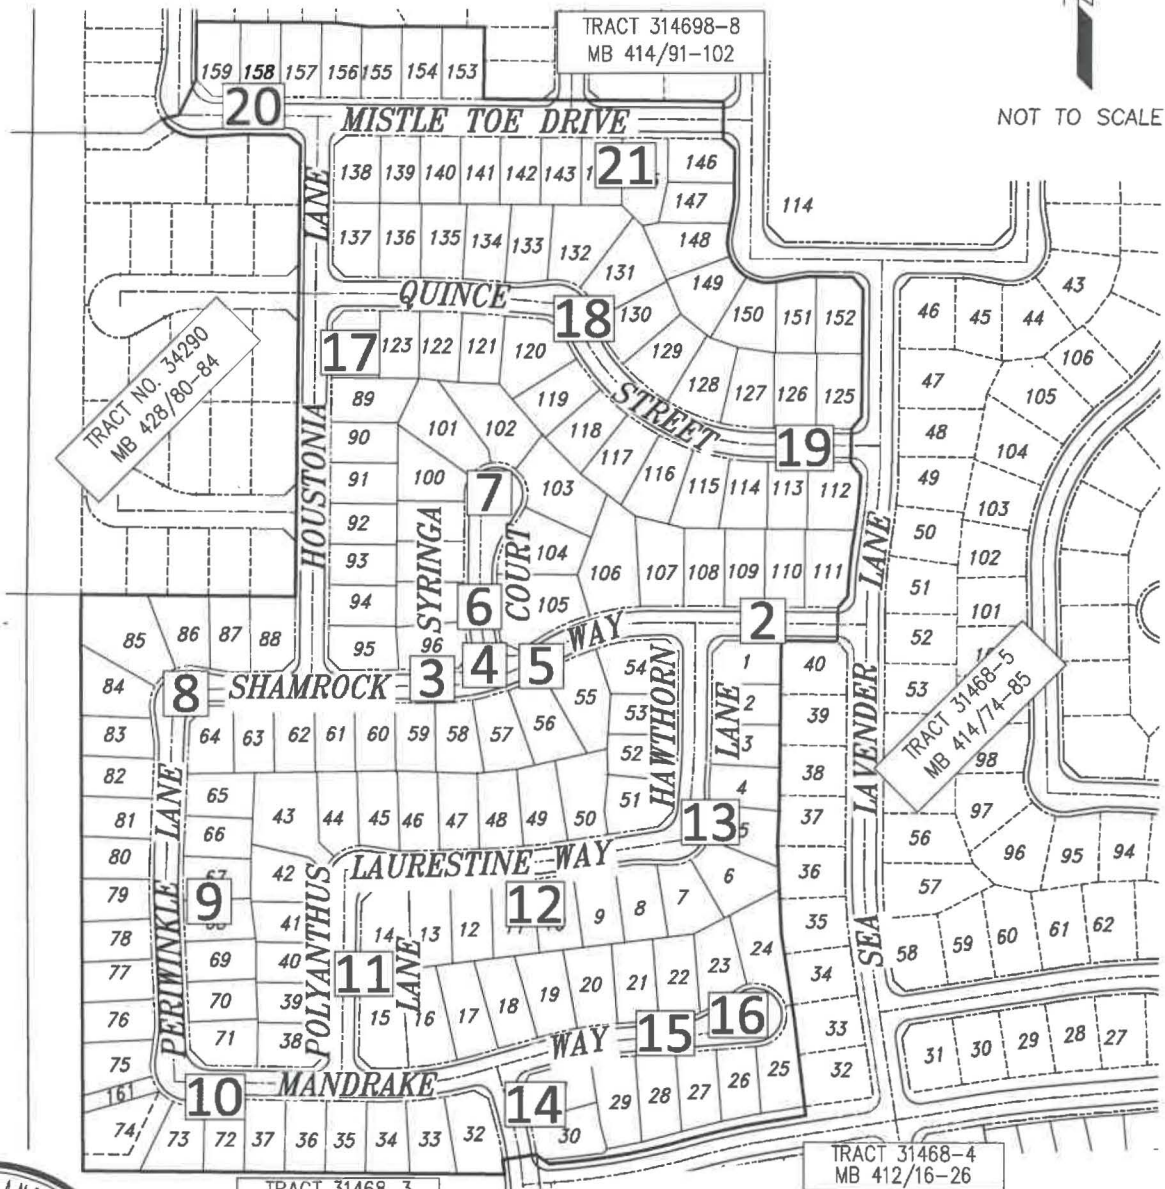 TRACT 314698-8
MB 414/91-102
NOT TO SCALE
159 158 157 156 155 154 153
20
MISTLE TOE DRIVE
138 139 140 141 142 143 21 146
147
114
LANE
137 136 135 134 133 132 131 148
149
43
QUINCE
18 130 150 151 152 46 45 44
TRACT NO. 34290
MB 428/80-84
17 123 122 121 120 129 106
128 127 126 125 47 105
89 119
STREET
101 102 118 48 104
90 117 19
91 100 7 103 116 115 114 113 112 49 103
HOUSTONIA
92 SYRINGA COURT 50 102
93 104
94 6 106 107 108 109 110 111 51 101
105
LANE
85 86 87 88 95 96 WAY 2 52
84 8 SHAMROCK 3 4 5 54 HAWTHORN 1 40 53
55 2
LANE
TRACT 31468-5
MB 414/74-85
83 64 63 62 61 60 59 58 57 56 53 39
52 3 SEA LAVENDER 98
82 65 51 4 38 97
81 66 43 44 45 46 47 48 49 50 13 5 37 56
PERIWINKLE LANE
80 67 42 LAURESTINE WAY 6 36 57 96 95 94
79 9 POLYANTHUS LANE 12 9 8 7 35
78 41 14 13 12 24 SEA 58 59 60 61 62
77 69 40 11 20 21 22 23 34
76 70 39 15 16 17 18 19 16 33
75 71 38 WAY 15 31 30 29 28 27
161 10 MANDRAKE 14 29 28 27 26 25 32
74 73 72 37 36 35 34 33 32 30
TRACT 31468-4
MB 412/16-26
TRACT 31468-3